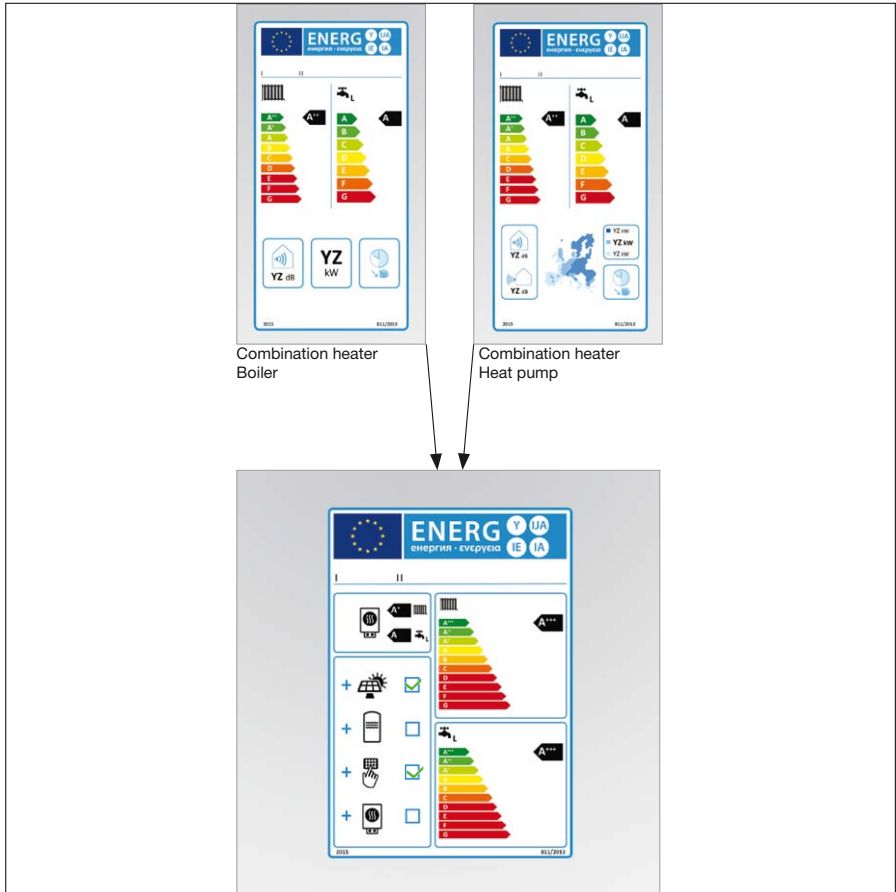 ENERG Y IJA
енергия · ενεργεια IE IA
I II
L
A++ A++ A A
A+ B
A C
B D
C E
D F
E G
F
G
YZ dB
YZ kW
2015 811/2013
Combination heater
Boiler
ENERG Y IJA
енергия · ενεργεια IE IA
I II
L
A++ A++ A A
A+ B
A C
B D
C E
D F
E G
F
G
YZ dB
YZ dB
YZ kW
YZ kW
YZ kW
2015 811/2013
Combination heater
Heat pump
ENERG Y IJA
енергия · ενεργεια IE IA
I II
A+
A L
+
+
+
+
A+++ A+++
A++
A+
A
B
C
D
E
F
G
L
A+++ A+++
A++
A+
A
B
C
D
E
F
G
2015 811/2013